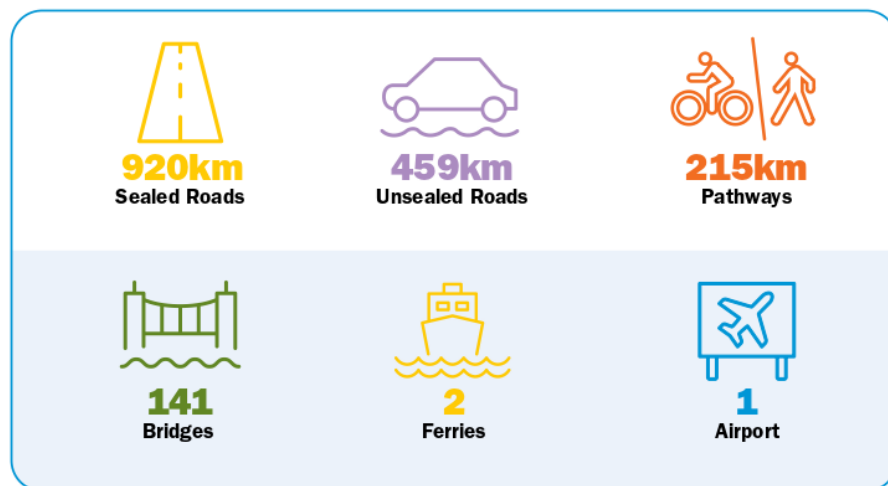 920km
Sealed Roads
459km
Unsealed Roads
215km
Pathways
141
Bridges
2
Ferries
1
Airport